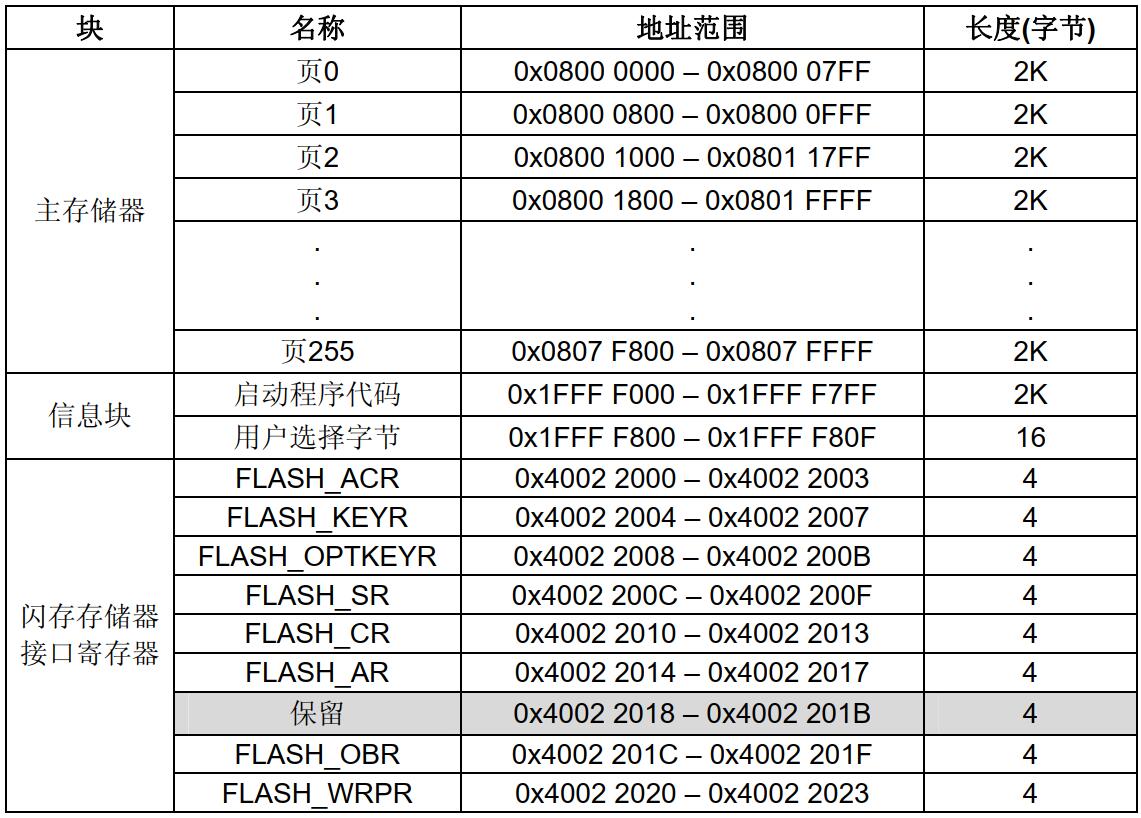 块 名称 地址范围 长度(字节)
主存储器
页0 0x0800 0000 – 0x0800 07FF 2K
页1 0x0800 0800 – 0x0800 0FFF 2K
页2 0x0800 1000 – 0x0801 17FF 2K
页3 0x0800 1800 – 0x0801 FFFF 2K
. . .
. . .
. . .
页255 0x0807 F800 – 0x0807 FFFF 2K
信息块
启动程序代码 0x1FFF F000 – 0x1FFF F7FF 2K
用户选择字节 0x1FFF F800 – 0x1FFF F80F 16
闪存存储器
接口寄存器
FLASH_ACR 0x4002 2000 – 0x4002 2003 4
FLASH_KEYR 0x4002 2004 – 0x4002 2007 4
FLASH_OPTKEYR 0x4002 2008 – 0x4002 200B 4
FLASH_SR 0x4002 200C – 0x4002 200F 4
FLASH_CR 0x4002 2010 – 0x4002 2013 4
FLASH_AR 0x4002 2014 – 0x4002 2017 4
保留 0x4002 2018 – 0x4002 201B 4
FLASH_OBR 0x4002 201C – 0x4002 201F 4
FLASH_WRPR 0x4002 2020 – 0x4002 2023 4